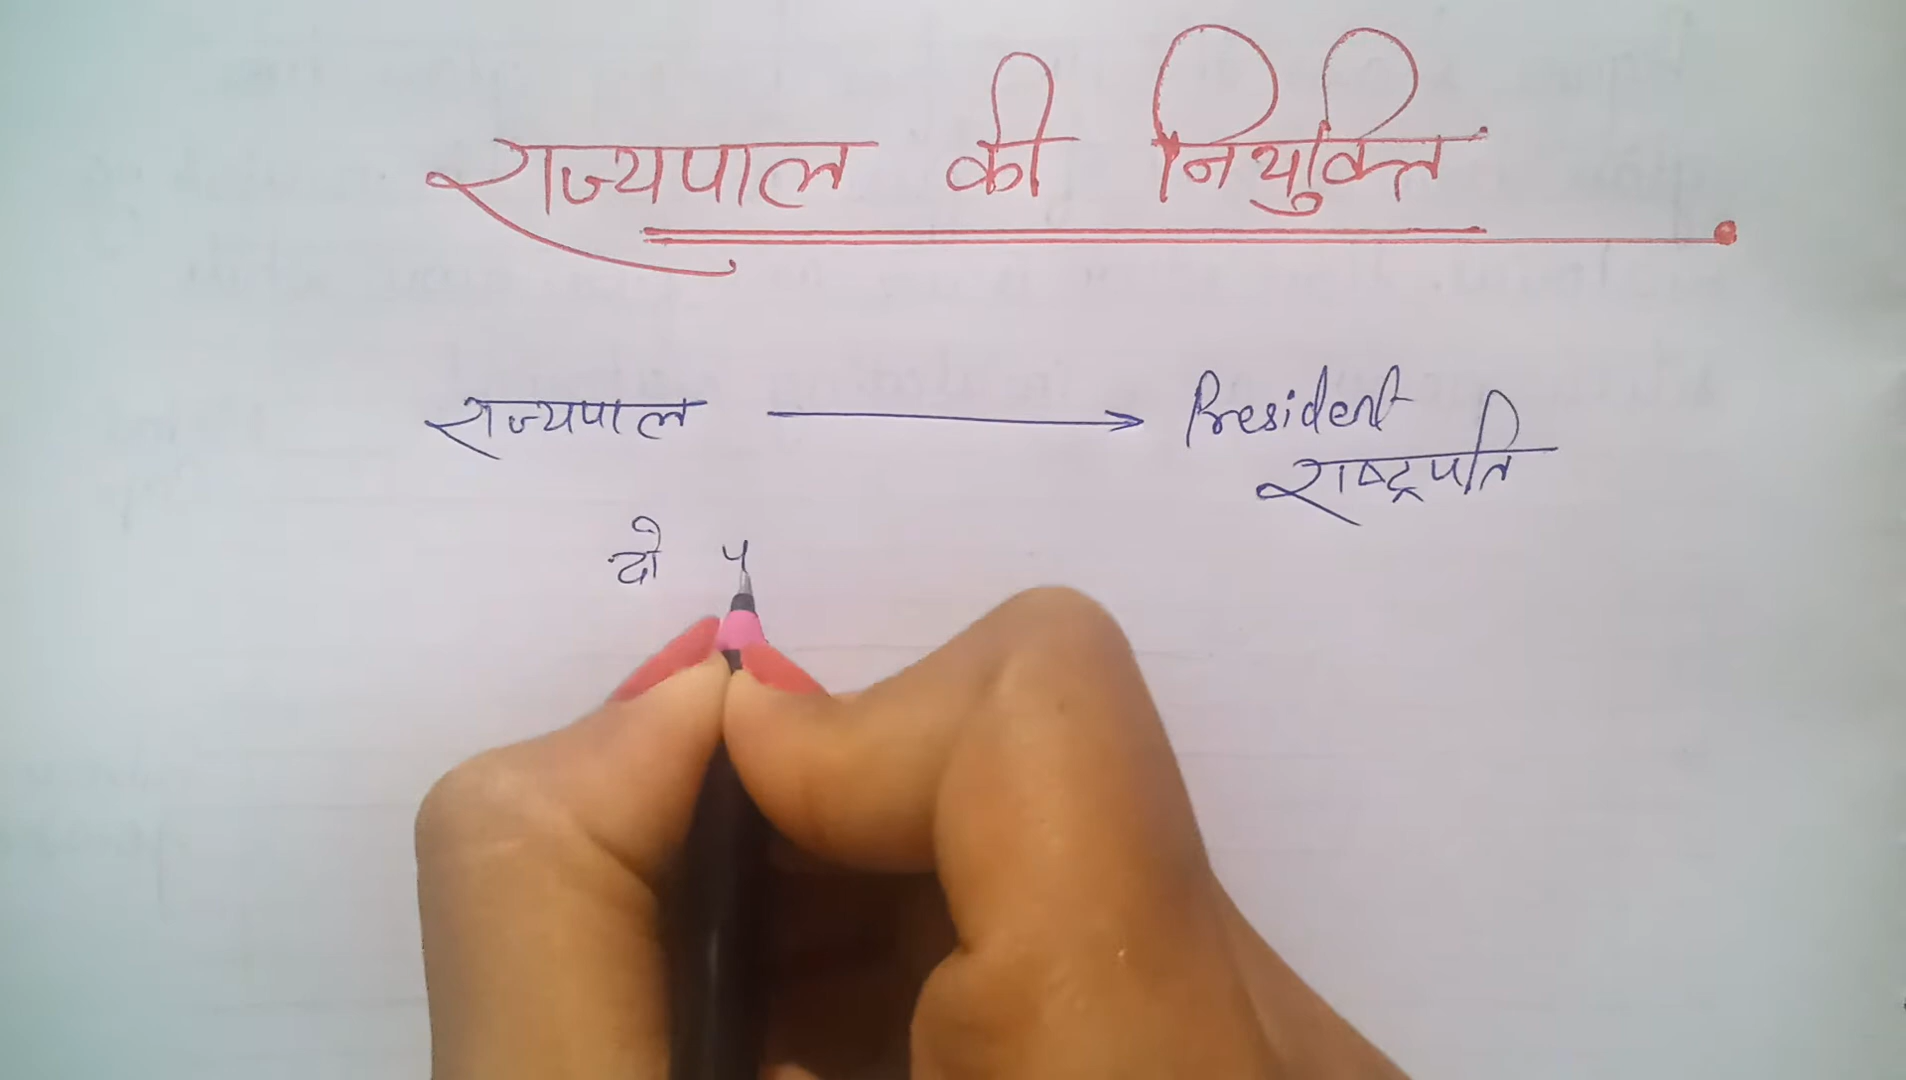 राज्यपाल की नियुक्ति
राज्यपाल → President
राष्ट्रपति
दो प